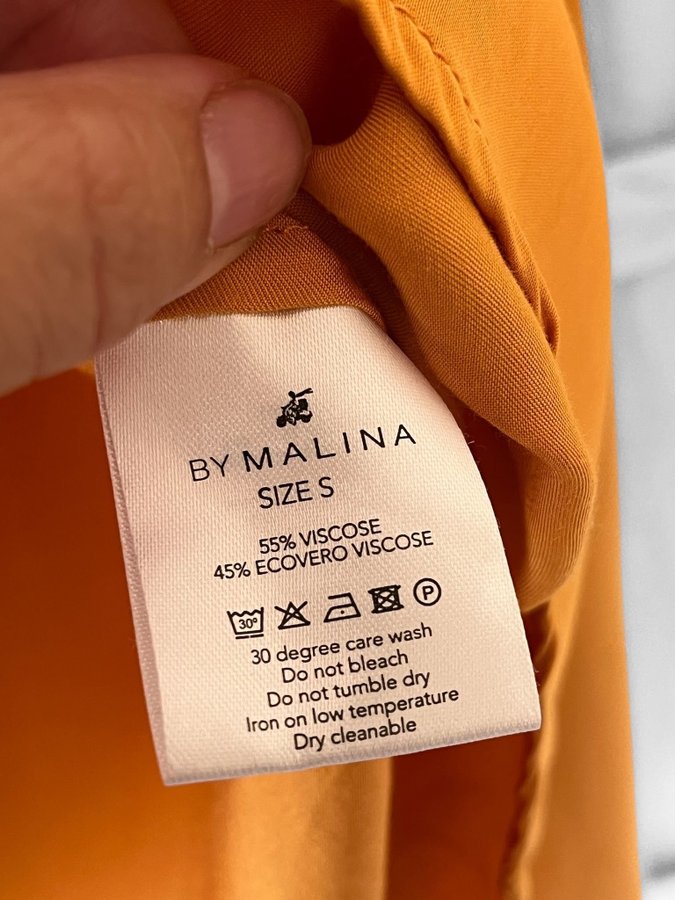 BY MALINA
SIZE S
55% VISCOSE
45% ECOVERO VISCOSE
30° P
30 degree care wash
Do not bleach
Do not tumble dry
Iron on low temperature
Dry cleanable